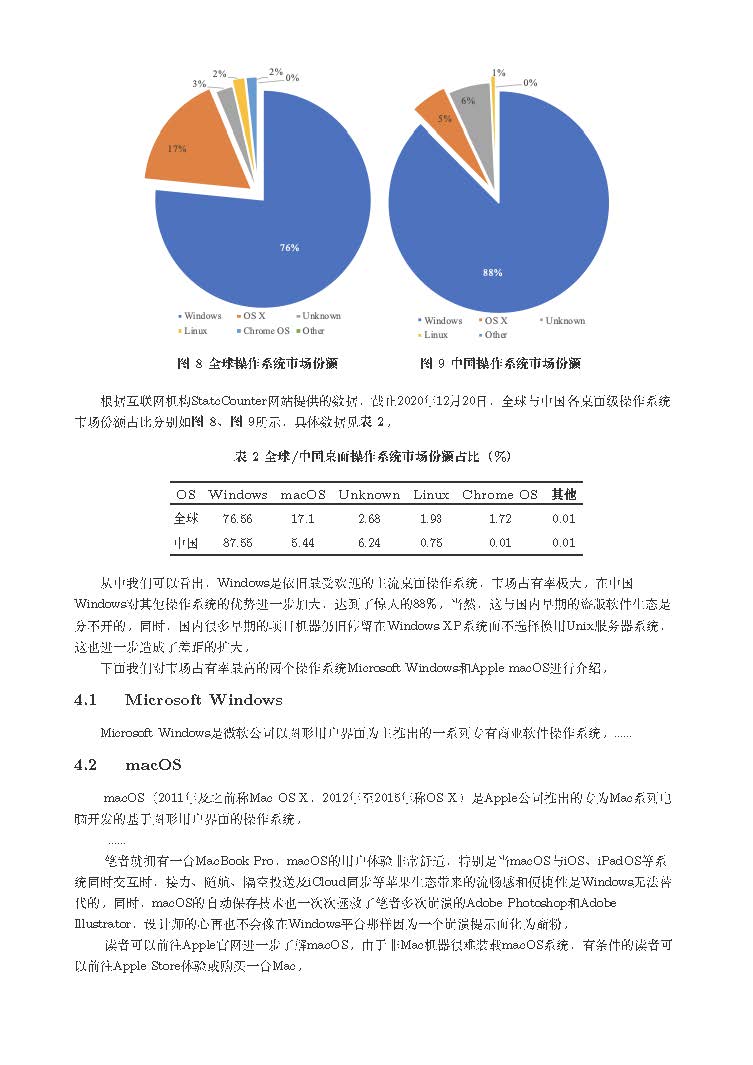 2% 2% 0%
3%
17%
76%
Windows OS X Unknown
Linux Chrome OS Other
图 8 全球操作系统市场份额
1%
0%
6%
5%
88%
Windows OS X Unknown
Linux Other
图 9 中国操作系统市场份额
根据互联网机构StatCounter网站提供的数据，截止2020年12月20日，全球与中国各桌面级操作系统
市场份额占比分别如图 8、图 9所示，具体数据见表 2。
表 2 全球/中国桌面操作系统市场份额占比（%）
OS Windows macOS Unknown Linux Chrome OS 其他
全球 76.56 17.1 2.68 1.93 1.72 0.01
中国 87.55 5.44 6.24 0.75 0.01 0.01
从中我们可以看出，Windows是依旧最受欢迎的主流桌面操作系统，市场占有率极大。在中国
Windows对其他操作系统的优势进一步加大，达到了惊人的88%。当然，这与国内早期的盗版软件生态是
分不开的。同时，国内很多早期的项目机器仍旧停留在Windows XP系统而不选择换用Unix服务器系统，
这也进一步造成了差距的扩大。
下面我们对市场占有率最高的两个操作系统Microsoft Windows和Apple macOS进行介绍。
4.1 Microsoft Windows
Microsoft Windows是微软公司以图形用户界面为主推出的一系列专有商业软件操作系统。......
4.2 macOS
macOS（2011年及之前称Mac OS X，2012年至2015年称OS X）是Apple公司推出的专为Mac系列电
脑开发的基于图形用户界面的操作系统。
......
笔者就拥有一台MacBook Pro，macOS的用户体验非常舒适，特别是当macOS与iOS、iPadOS等系
统同时交互时，接力、随航、隔空投送及iCloud同步等苹果生态带来的流畅感和便捷性是Windows无法替
代的。同时，macOS的自动保存技术也一次次拯救了笔者多次崩溃的Adobe Photoshop和Adobe
Illustrator，设计师的心再也不会像在Windows平台那样因为一个崩溃提示而化为齑粉。
读者可以前往Apple官网进一步了解macOS。由于非Mac机器很难装载macOS系统，有条件的读者可
以前往Apple Store体验或购买一台Mac。